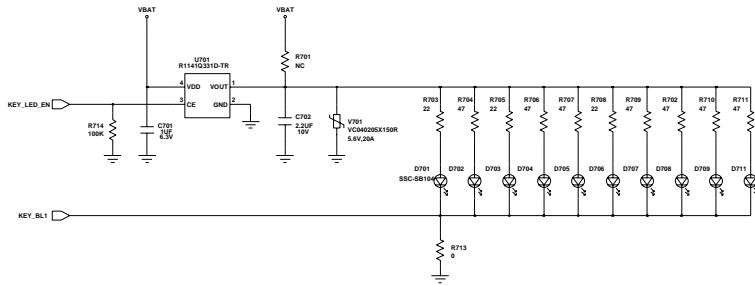 VBAT
VBAT
U701
R1141Q331D-TR
R701
NC
4 VDD VOUT 1
KEY_LED_EN
3 CE GND 2
R703
22
R704
47
R705
22
R706
47
R707
47
R708
22
R709
47
R702
47
R710
47
R711
47
R714
100K
C701
1UF
6.3V
C702
2.2UF
10V
V701
VC040205X150R
5.6V,20A
D701
SSC-SB104
D702
D703
D704
D705
D706
D707
D708
D709
D711
KEY_BL1
R713
0